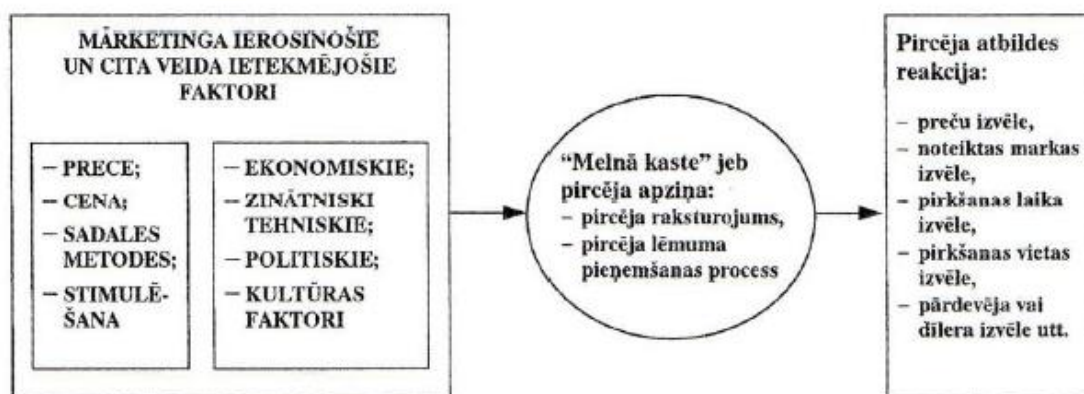 MĀRKETINGA IEROSINOŠIE
UN CITA VEIDA IETEKMĒJOŠIE
FAKTORI
– PRECE;
– CENA;
– SADALES
METODES;
– STIMULĒ-
ŠANA
– EKONOMISKIE;
– ZINĀTNISKI
TEHNISKIE;
– POLITISKIE;
– KULTŪRAS
FAKTORI
“Melnā kaste” jeb
pircēja apziņa:
– pircēja raksturojums,
– pircēja lēmuma
pieņemšanas process
Pircēja atbildes
reakcija:
– preču izvēle,
– noteiktas markas
izvēle,
– pirkšanas laika
izvēle,
– pirkšanas vietas
izvēle,
– pārdevēja vai
dīlera izvēle utt.